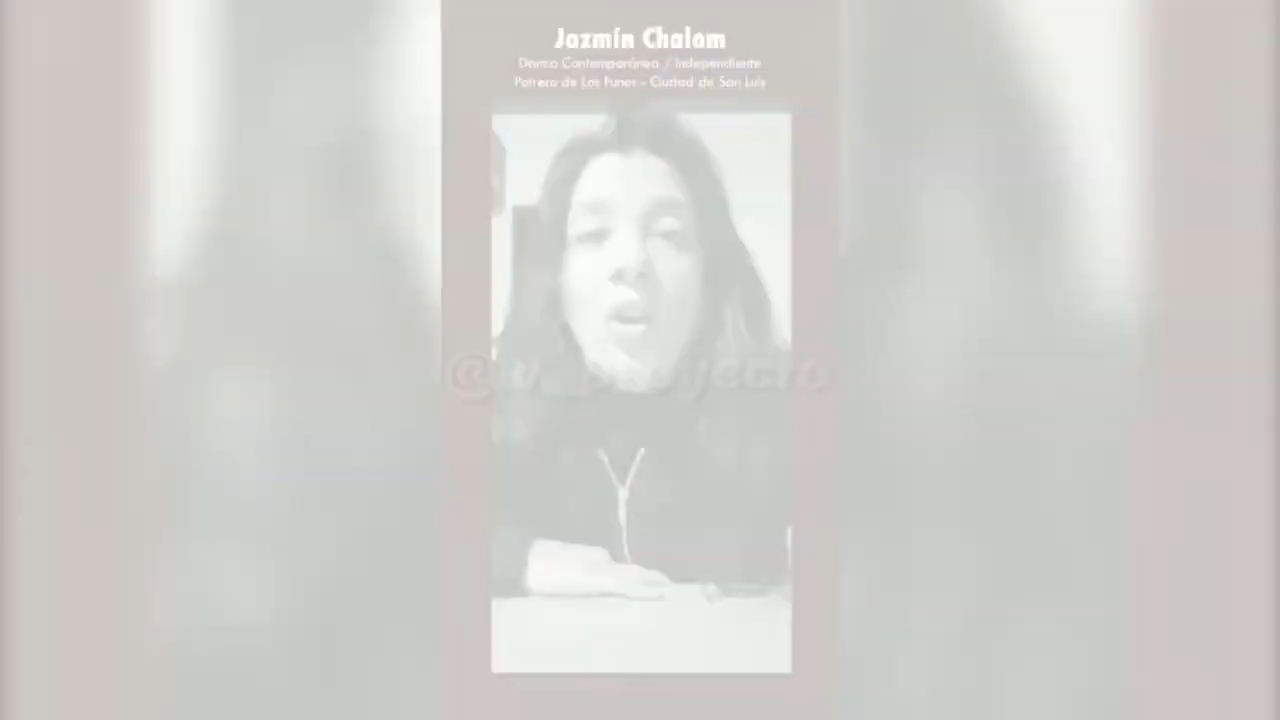 Jazmín Chalom
Danza Contemporánea / Independiente
Potrero de Los Funes - Ciudad de San Luis